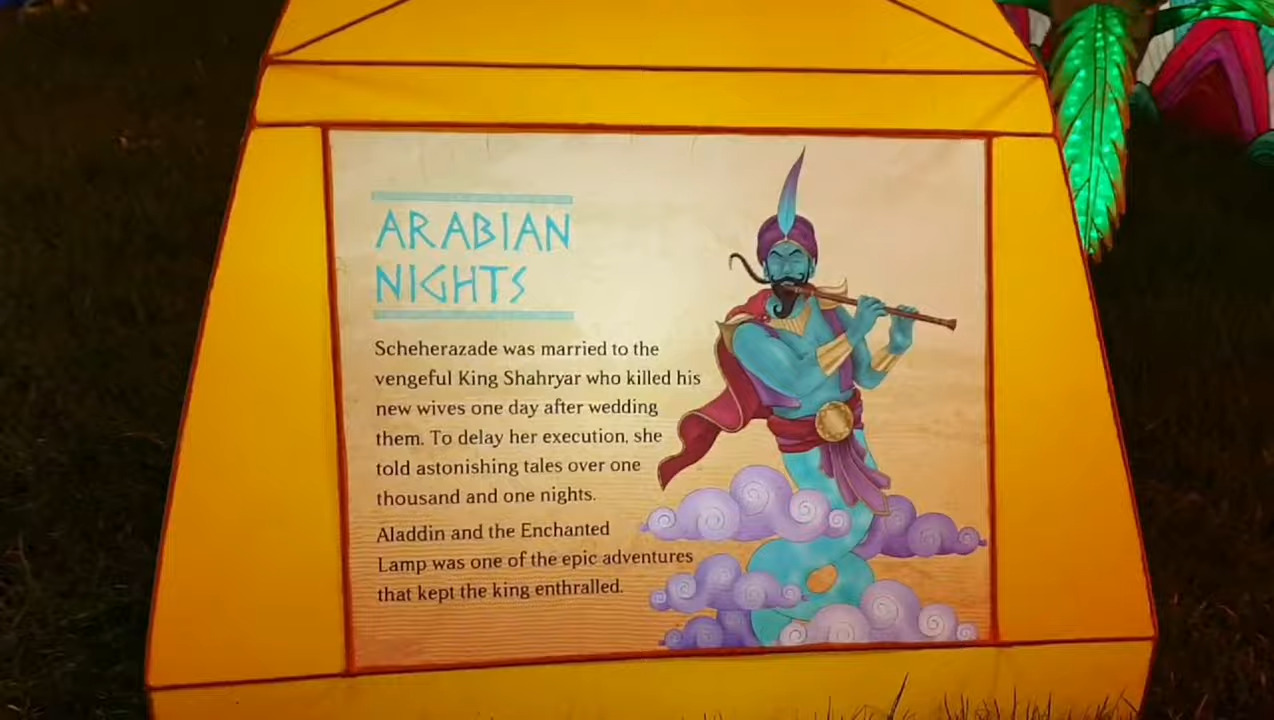 ARABIAN
NIGHTS
Scheherazade was married to the
vengeful King Shahryar who killed his
new wives one day after wedding
them. To delay her execution, she
told astonishing tales over one
thousand and one nights.
Aladdin and the Enchanted
Lamp was one of the epic adventures
that kept the king enthralled.